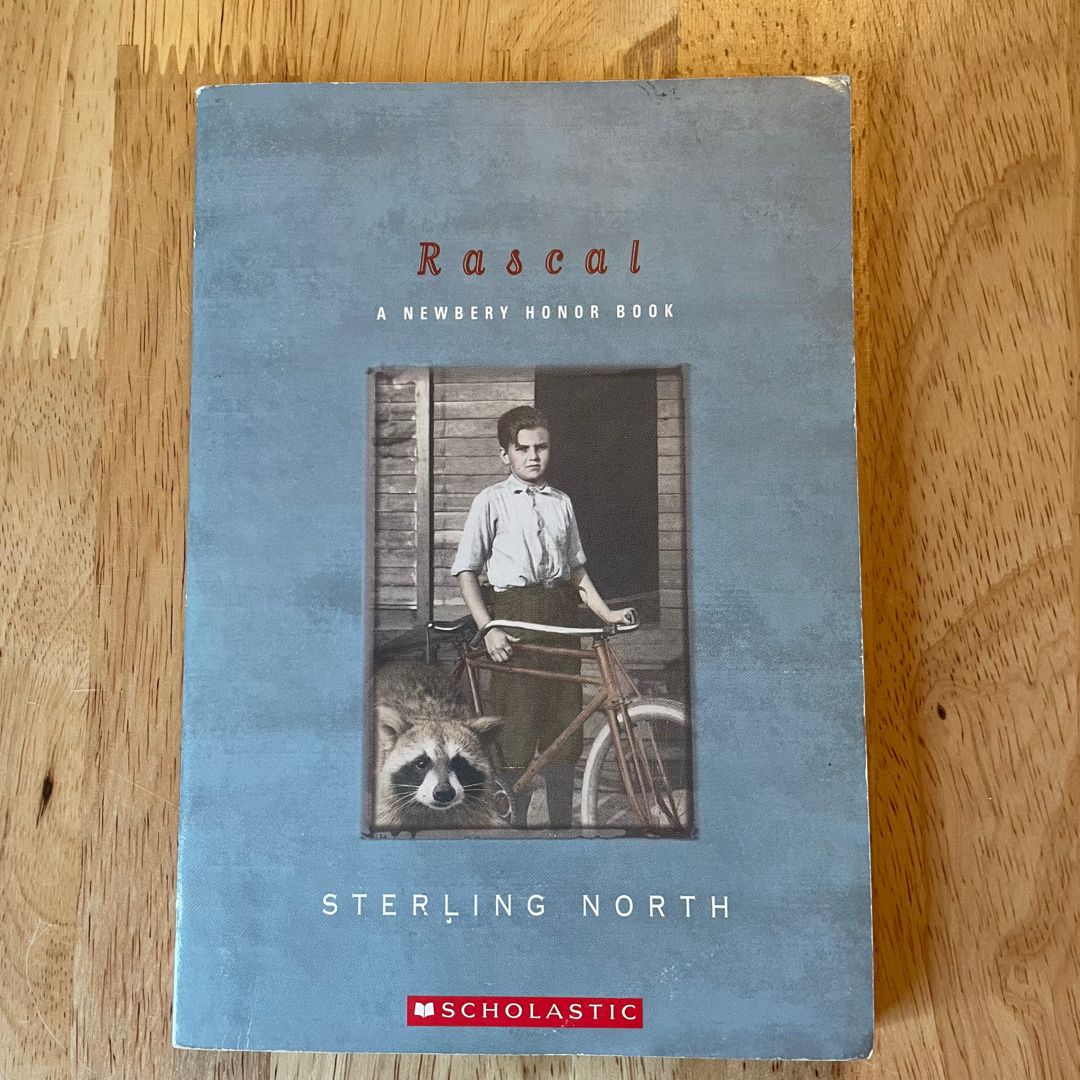 Rascal
A NEWBERY HONOR BOOK
STERLING NORTH
SCHOLASTIC